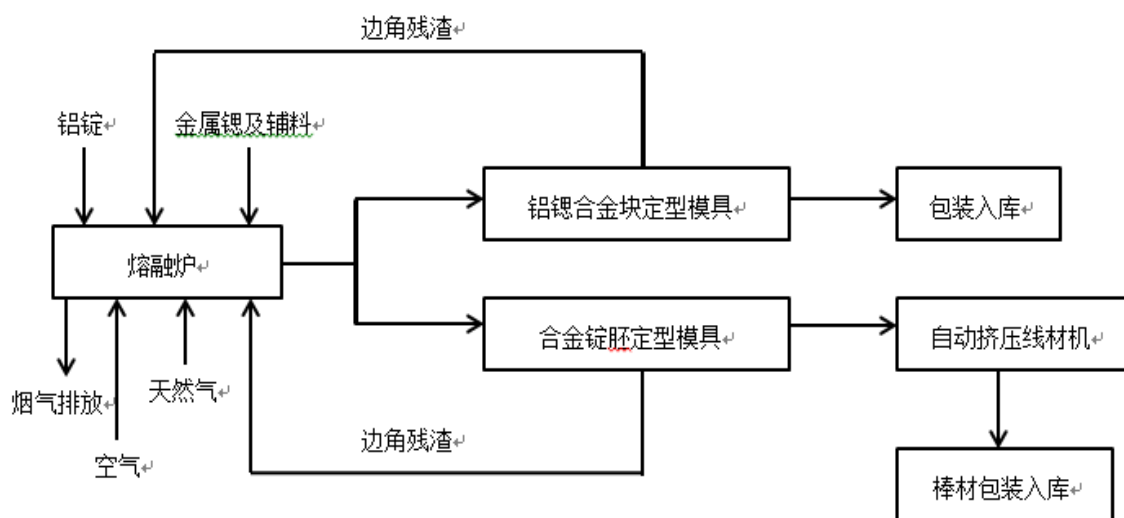 边角残渣
铝锭
金属锶及辅料
铝锶合金块定型模具
包装入库
熔融炉
合金锭胚定型模具
自动挤压线材机
天然气
烟气排放
边角残渣
空气
棒材包装入库